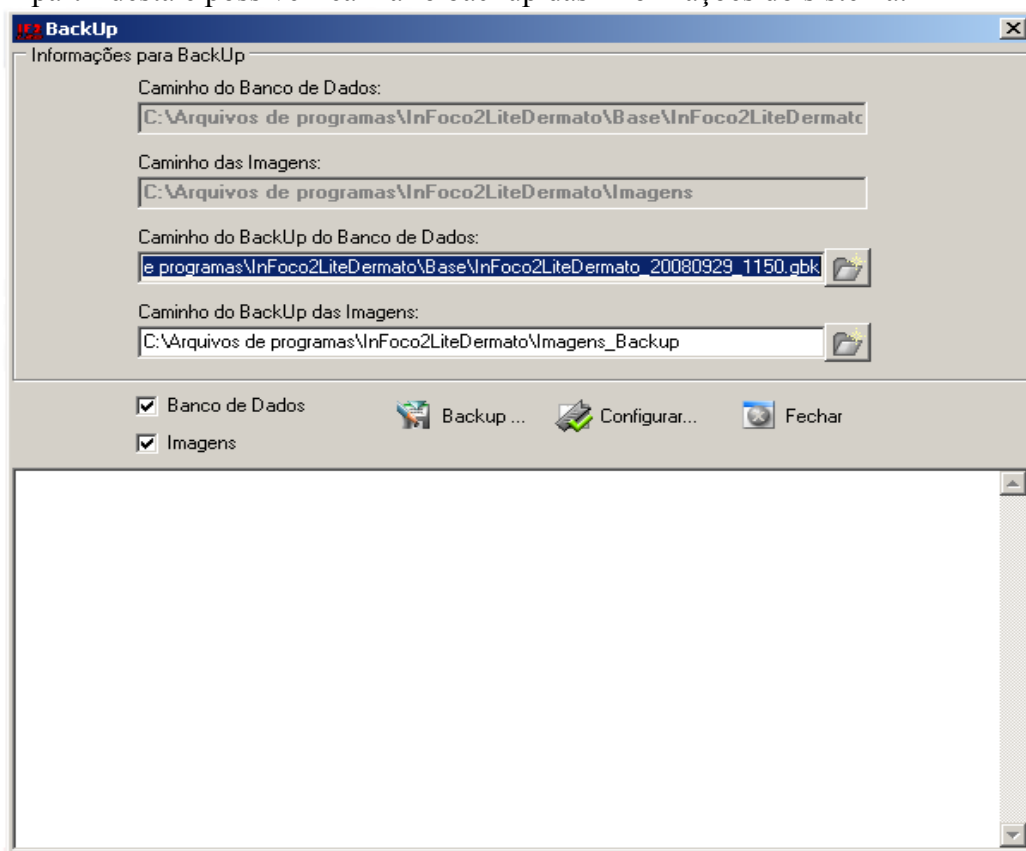 BackUp
Informações para BackUp
Caminho do Banco de Dados:
C:\Arquivos de programas\InFoco2LiteDermato\Base\InFoco2LiteDermatc
Caminho das Imagens:
C:\Arquivos de programas\InFoco2LiteDermato\Imagens
Caminho do BackUp do Banco de Dados:
e programas\InFoco2LiteDermato\Base\InFoco2LiteDermato_20080929_1150.gbk
Caminho do BackUp das Imagens:
C:\Arquivos de programas\InFoco2LiteDermato\Imagens_Backup
Banco de Dados
Backup ... Configurar... Fechar
Imagens